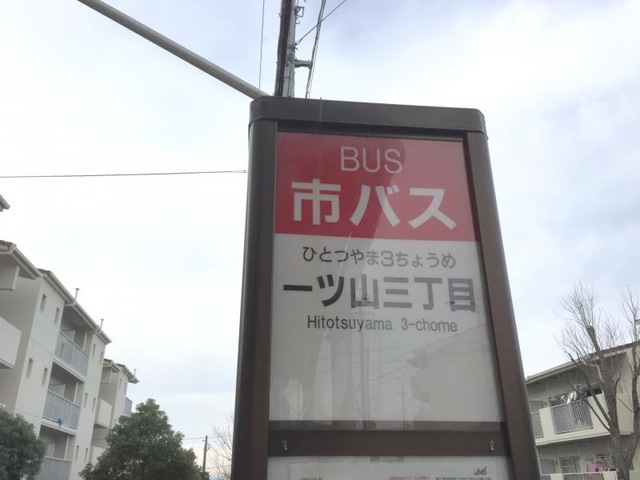 BUS
市バス
ひとつやま3ちょうめ
一ツ山三丁目
Hitotsuyama 3-chome